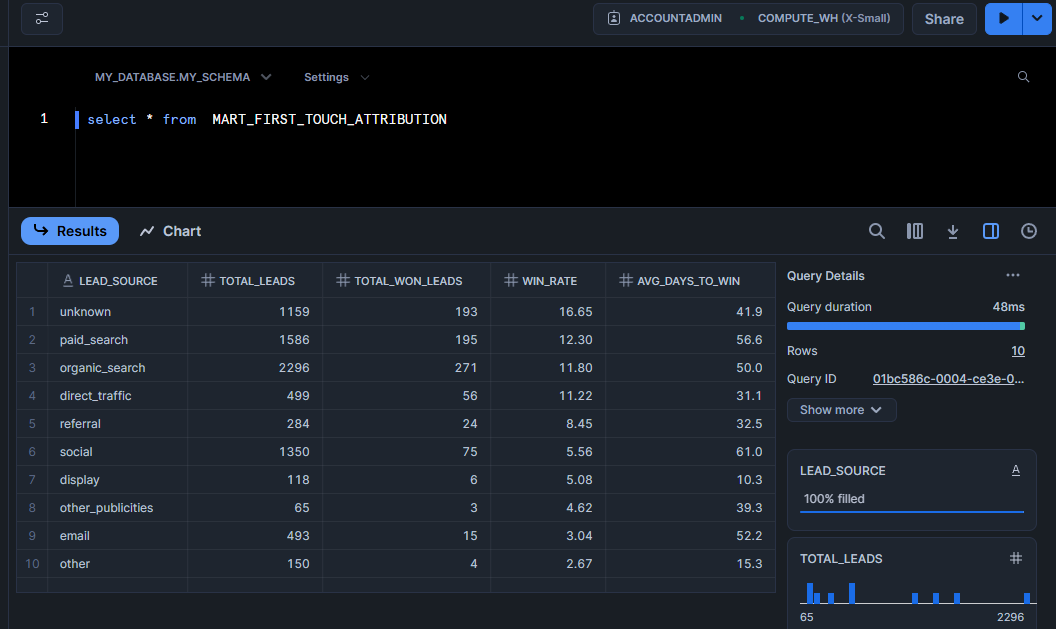 ACCOUNTADMIN • COMPUTE_WH (X-Small) Share
MY_DATABASE.MY_SCHEMA Settings
1 select * from MART_FIRST_TOUCH_ATTRIBUTION
Results Chart
A LEAD_SOURCE # TOTAL_LEADS # TOTAL_WON_LEADS # WIN_RATE # AVG_DAYS_TO_WIN
1 unknown 1159 193 16.65 41.9
2 paid_search 1586 195 12.30 56.6
3 organic_search 2296 271 11.80 50.0
4 direct_traffic 499 56 11.22 31.1
5 referral 284 24 8.45 32.5
6 social 1350 75 5.56 61.0
7 display 118 6 5.08 10.3
8 other_publicities 65 3 4.62 39.3
9 email 493 15 3.04 52.2
10 other 150 4 2.67 15.3
Query Details ...
Query duration 48ms
Rows 10
Query ID 01bc586c-0004-ce3e-0...
Show more
LEAD_SOURCE A
100% filled
TOTAL_LEADS #
65 2296